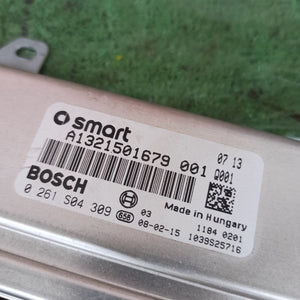 smart
A1321501679 001
07 13
Q001
BOSCH
0 261 S04 309
656
03
08-02-15
Made in Hungary
1184 0201
1039S25716